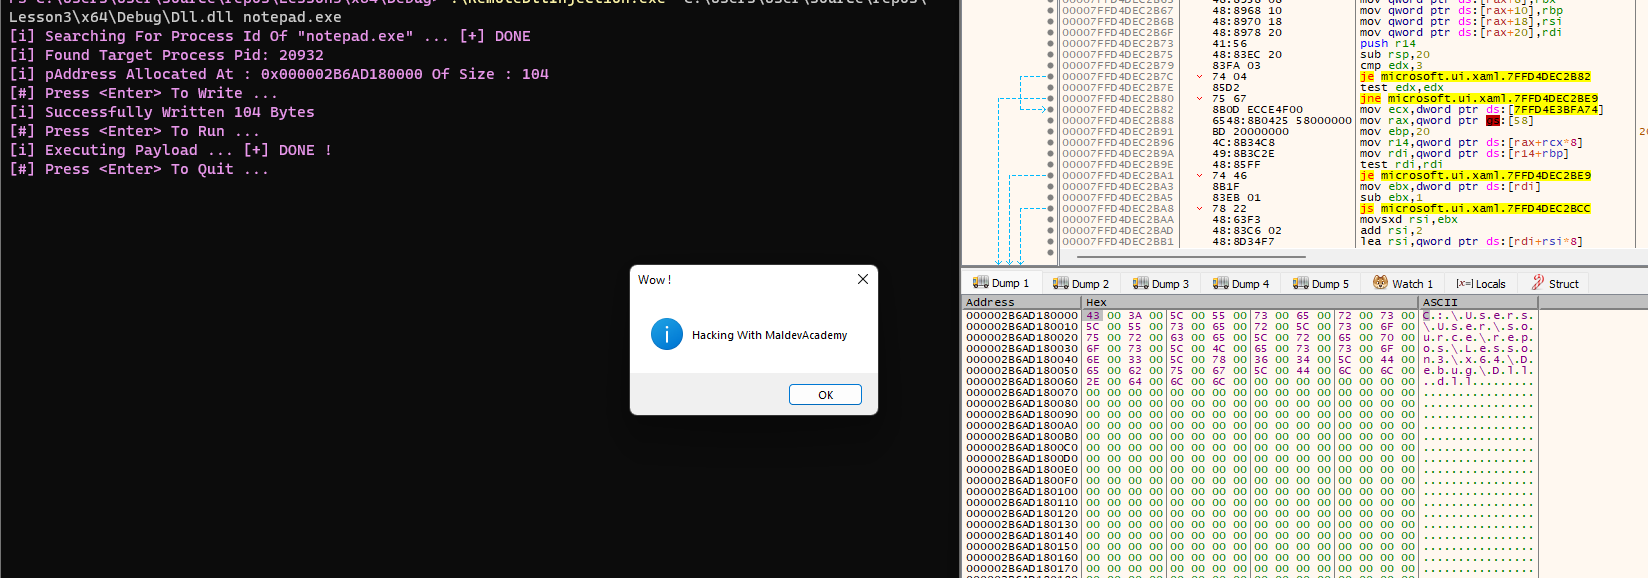 Lesson3\x64\Debug\Dll.dll notepad.exe
[i] Searching For Process Id Of "notepad.exe" ... [+] DONE
[i] Found Target Process Pid: 20932
[i] pAddress Allocated At : 0x000002B6AD180000 Of Size : 104
[#] Press <Enter> To Write ...
[i] Successfully Written 104 Bytes
[#] Press <Enter> To Run ...
[i] Executing Payload ... [+] DONE !
[#] Press <Enter> To Quit ...
Wow !
Hacking With MaldevAcademy
OK
00007FFD4DEC2B67 48:8968 10 mov qword ptr ds:[rax+10],rbp
00007FFD4DEC2B6B 48:8970 18 mov qword ptr ds:[rax+18],rsi
00007FFD4DEC2B6F 48:8978 20 mov qword ptr ds:[rax+20],rdi
00007FFD4DEC2B73 41:56 push r14
00007FFD4DEC2B75 48:83EC 20 sub rsp,20
00007FFD4DEC2B79 83FA 03 cmp edx,3
00007FFD4DEC2B7C 74 04 je microsoft.ui.xaml.7FFD4DEC2B82
00007FFD4DEC2B7E 85D2 test edx,edx
00007FFD4DEC2B80 75 67 jne microsoft.ui.xaml.7FFD4DEC2BE9
00007FFD4DEC2B82 8B0D ECCE4F00 mov ecx,dword ptr ds:[7FFD4E3BFA74]
00007FFD4DEC2B88 6548:8B0425 58000000 mov rax,qword ptr gs:[58]
00007FFD4DEC2B91 BD 20000000 mov ebp,20
00007FFD4DEC2B96 4C:8B34C8 mov r14,qword ptr ds:[rax+rcx*8]
00007FFD4DEC2B9A 49:8B3C2E mov rdi,qword ptr ds:[r14+rbp]
00007FFD4DEC2B9E 48:85FF test rdi,rdi
00007FFD4DEC2BA1 74 46 je microsoft.ui.xaml.7FFD4DEC2BE9
00007FFD4DEC2BA3 8B1F mov ebx,dword ptr ds:[rdi]
00007FFD4DEC2BA5 83EB 01 sub ebx,1
00007FFD4DEC2BA8 78 22 js microsoft.ui.xaml.7FFD4DEC2BCC
00007FFD4DEC2BAA 48:63F3 movsxd rsi,ebx
00007FFD4DEC2BAD 48:83C6 02 add rsi,2
00007FFD4DEC2BB1 48:8D34F7 lea rsi,qword ptr ds:[rdi+rsi*8]
Dump 1 Dump 2 Dump 3 Dump 4 Dump 5 Watch 1 [x=] Locals Struct
Address Hex ASCII
000002B6AD180000 43 00 3A 00 5C 00 55 00 73 00 65 00 72 00 73 00 C.:.\.U.s.e.r.s.
000002B6AD180010 5C 00 55 00 73 00 65 00 72 00 5C 00 73 00 6F 00 \.U.s.e.r.\.s.o.
000002B6AD180020 75 00 72 00 63 00 65 00 5C 00 72 00 65 00 70 00 u.r.c.e.\.r.e.p.
000002B6AD180030 6F 00 73 00 5C 00 4C 00 65 00 73 00 73 00 6F 00 o.s.\.L.e.s.s.o.
000002B6AD180040 6E 00 33 00 5C 00 78 00 36 00 34 00 5C 00 44 00 n.3.\.x.6.4.\.D.
000002B6AD180050 65 00 62 00 75 00 67 00 5C 00 44 00 6C 00 6C 00 e.b.u.g.\.D.l.l.
000002B6AD180060 2E 00 64 00 6C 00 6C 00 00 00 00 00 00 00 00 00 ..d.l.l.........
000002B6AD180070 00 00 00 00 00 00 00 00 00 00 00 00 00 00 00 00 ................
000002B6AD180080 00 00 00 00 00 00 00 00 00 00 00 00 00 00 00 00 ................
000002B6AD180090 00 00 00 00 00 00 00 00 00 00 00 00 00 00 00 00 ................
000002B6AD1800A0 00 00 00 00 00 00 00 00 00 00 00 00 00 00 00 00 ................
000002B6AD1800B0 00 00 00 00 00 00 00 00 00 00 00 00 00 00 00 00 ................
000002B6AD1800C0 00 00 00 00 00 00 00 00 00 00 00 00 00 00 00 00 ................
000002B6AD1800D0 00 00 00 00 00 00 00 00 00 00 00 00 00 00 00 00 ................
000002B6AD1800E0 00 00 00 00 00 00 00 00 00 00 00 00 00 00 00 00 ................
000002B6AD1800F0 00 00 00 00 00 00 00 00 00 00 00 00 00 00 00 00 ................
000002B6AD180100 00 00 00 00 00 00 00 00 00 00 00 00 00 00 00 00 ................
000002B6AD180110 00 00 00 00 00 00 00 00 00 00 00 00 00 00 00 00 ................
000002B6AD180120 00 00 00 00 00 00 00 00 00 00 00 00 00 00 00 00 ................
000002B6AD180130 00 00 00 00 00 00 00 00 00 00 00 00 00 00 00 00 ................
000002B6AD180140 00 00 00 00 00 00 00 00 00 00 00 00 00 00 00 00 ................
000002B6AD180150 00 00 00 00 00 00 00 00 00 00 00 00 00 00 00 00 ................
000002B6AD180160 00 00 00 00 00 00 00 00 00 00 00 00 00 00 00 00 ................
000002B6AD180170 00 00 00 00 00 00 00 00 00 00 00 00 00 00 00 00 ................